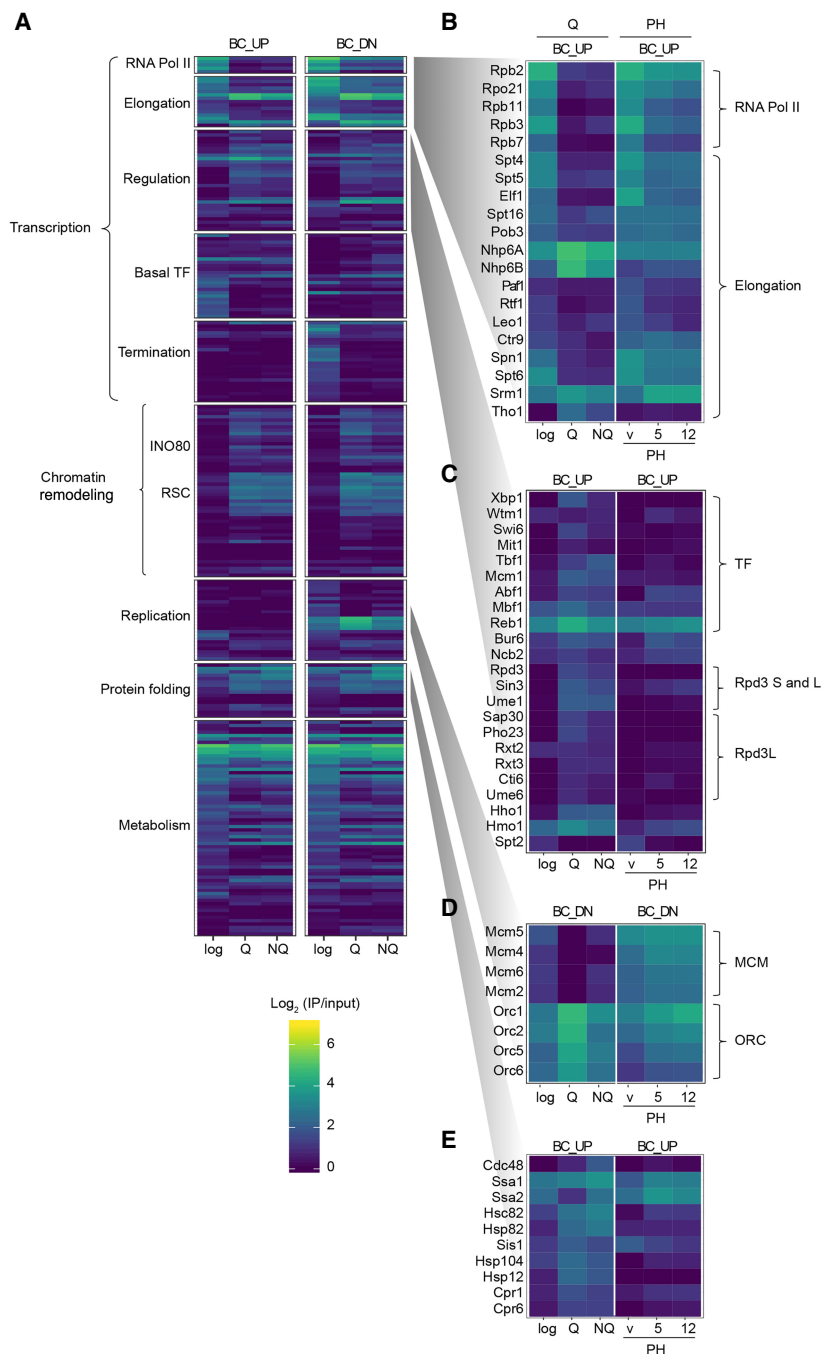 A
BC_UP
BC_DN
RNA Pol II
Elongation
Regulation
Transcription
Basal TF
Termination
INO80
Chromatin
remodeling
RSC
Replication
Protein folding
Metabolism
log
Q
NQ
log
Q
NQ
Log2 (IP/input)
6
4
2
0
B
Q
PH
BC_UP
BC_UP
Rpb2
Rpo21
Rpb11
Rpb3
Rpb7
Spt4
Spt5
Elf1
Spt16
Pob3
Nhp6A
Nhp6B
Paf1
Rtf1
Leo1
Ctr9
Spn1
Spt6
Srm1
Tho1
RNA Pol II
Elongation
log
Q
NQ
v
5
12
PH
C
BC_UP
BC_UP
Xbp1
Wtm1
Swi6
Mit1
Tbf1
Mcm1
Abf1
Mbf1
Reb1
Bur6
Ncb2
Rpd3
Sin3
Ume1
Sap30
Pho23
Rxt2
Rxt3
Cti6
Ume6
Hho1
Hmo1
Spt2
TF
Rpd3 S and L
Rpd3L
log
Q
NQ
v
5
12
PH
D
BC_DN
BC_DN
Mcm5
Mcm4
Mcm6
Mcm2
Orc1
Orc2
Orc5
Orc6
MCM
ORC
log
Q
NQ
v
5
12
PH
E
BC_UP
BC_UP
Cdc48
Ssa1
Ssa2
Hsc82
Hsp82
Sis1
Hsp104
Hsp12
Cpr1
Cpr6
log
Q
NQ
v
5
12
PH